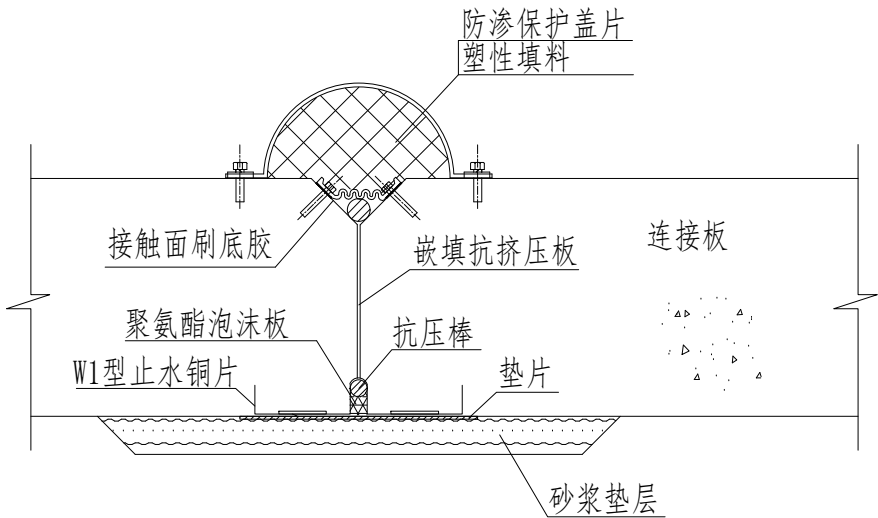 防渗保护盖片
塑性填料
接触面刷底胶
嵌填抗挤压板
连接板
聚氨酯泡沫板
抗压棒
W1型止水铜片
垫片
砂浆垫层